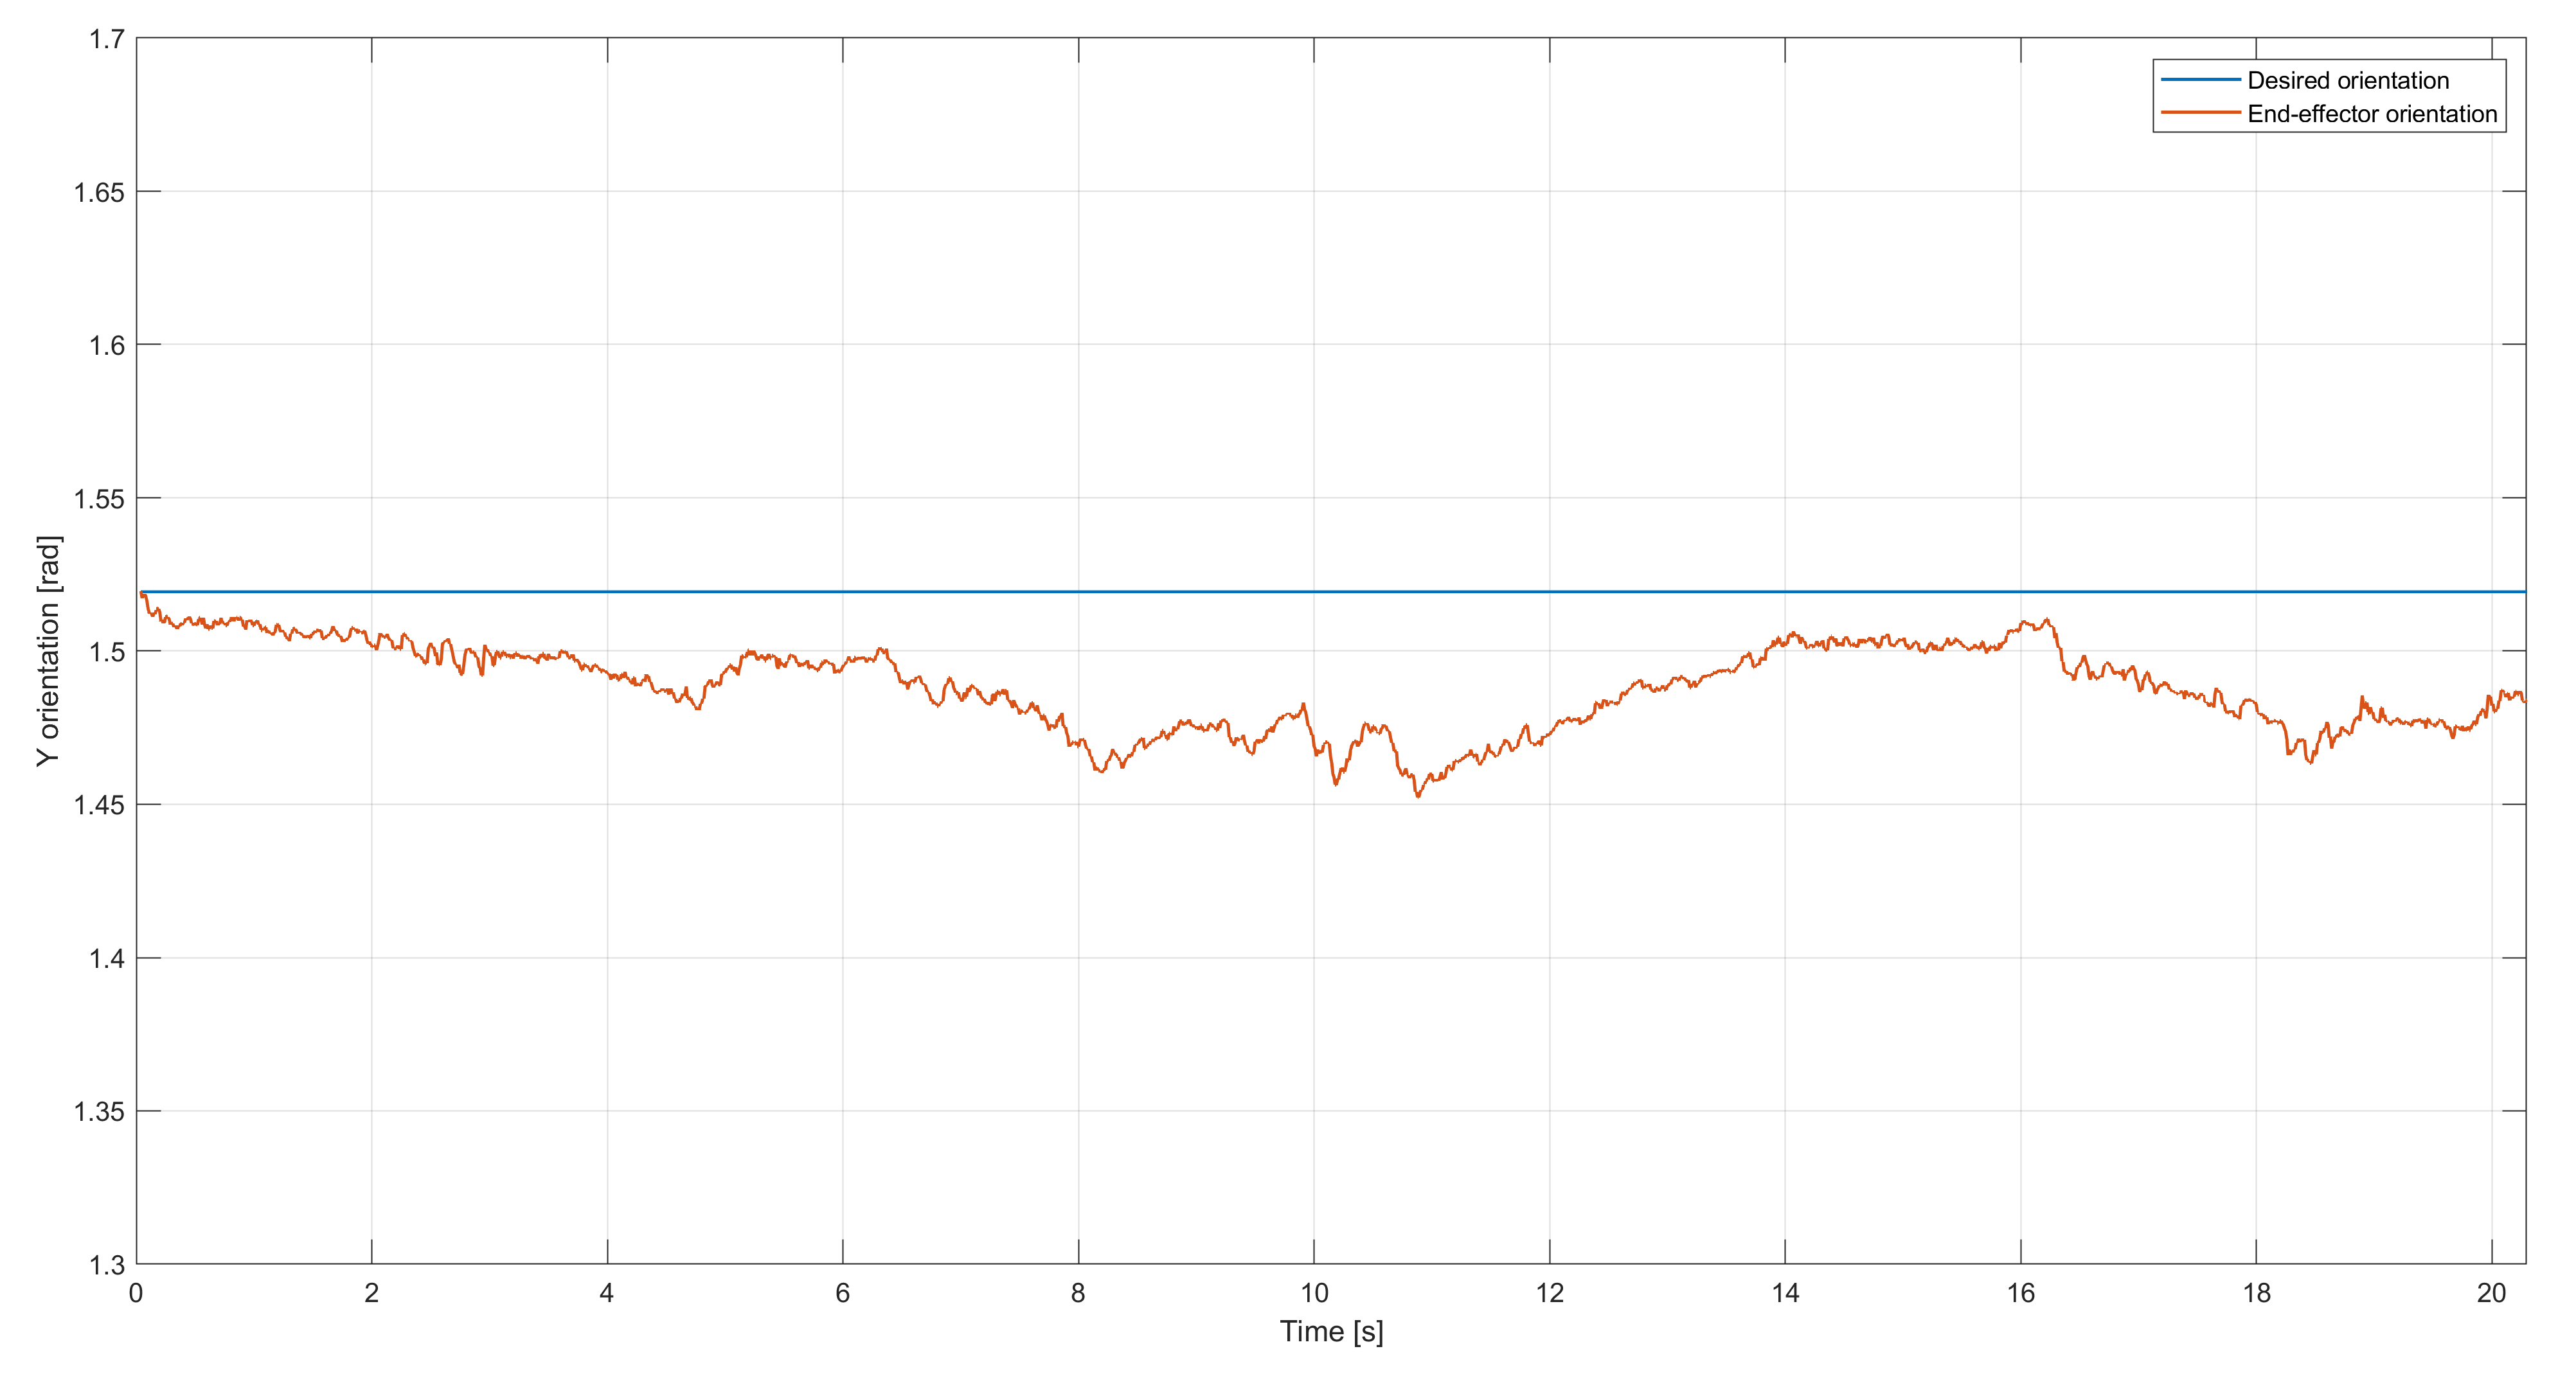 Desired orientation
End-effector orientation
Y orientation [rad]
1.7
1.65
1.6
1.55
1.5
1.45
1.4
1.35
1.3
0 2 4 6 8 10 12 14 16 18 20
Time [s]